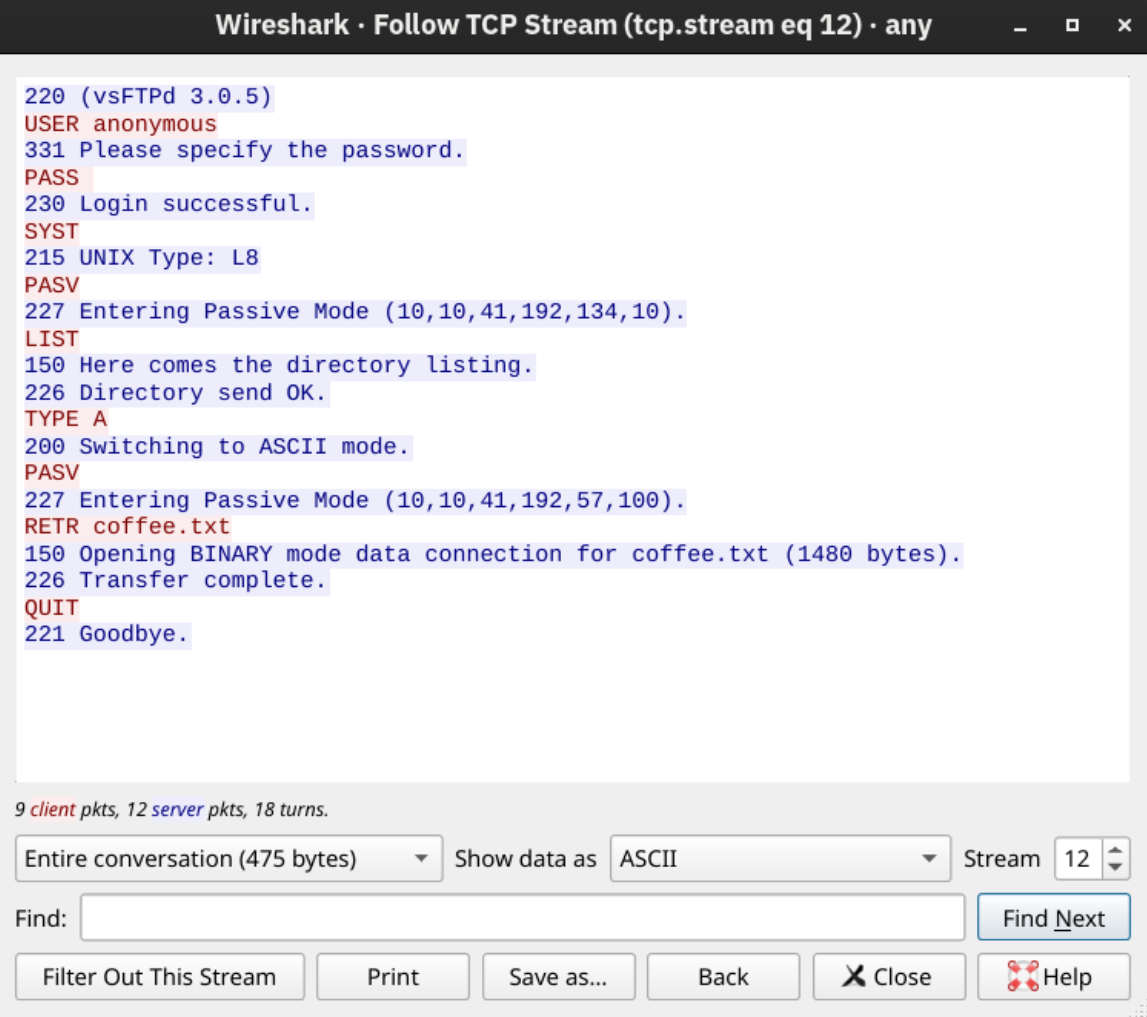 Wireshark · Follow TCP Stream (tcp.stream eq 12) · any
220 (vsFTPd 3.0.5)
USER anonymous
331 Please specify the password.
PASS
230 Login successful.
SYST
215 UNIX Type: L8
PASV
227 Entering Passive Mode (10,10,41,192,134,10).
LIST
150 Here comes the directory listing.
226 Directory send OK.
TYPE A
200 Switching to ASCII mode.
PASV
227 Entering Passive Mode (10,10,41,192,57,100).
RETR coffee.txt
150 Opening BINARY mode data connection for coffee.txt (1480 bytes).
226 Transfer complete.
QUIT
221 Goodbye.
9 client pkts, 12 server pkts, 18 turns.
Entire conversation (475 bytes) Show data as ASCII Stream 12
Find: Find Next
Filter Out This Stream Print Save as... Back Close Help